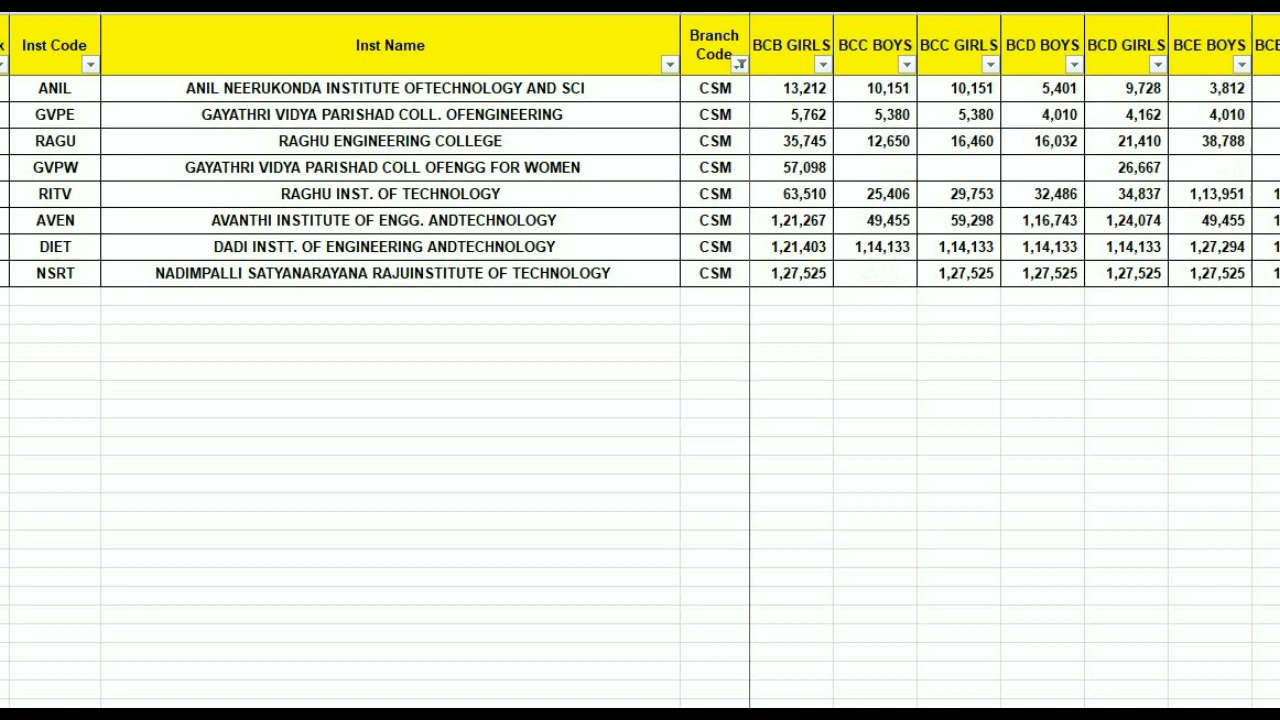 k Inst Code Inst Name Branch Code BCB GIRLS BCC BOYS BCC GIRLS BCD BOYS BCD GIRLS BCE BOYS BCE
ANIL ANIL NEERUKONDA INSTITUTE OFTECHNOLOGY AND SCI CSM 13,212 10,151 10,151 5,401 9,728 3,812
GVPE GAYATHRI VIDYA PARISHAD COLL. OFENGINEERING CSM 5,762 5,380 5,380 4,010 4,162 4,010
RAGU RAGHU ENGINEERING COLLEGE CSM 35,745 12,650 16,460 16,032 21,410 38,788
GVPW GAYATHRI VIDYA PARISHAD COLL OFENGG FOR WOMEN CSM 57,098 26,667
RITV RAGHU INST. OF TECHNOLOGY CSM 63,510 25,406 29,753 32,486 34,837 1,13,951 1
AVEN AVANTHI INSTITUTE OF ENGG. ANDTECHNOLOGY CSM 1,21,267 49,455 59,298 1,16,743 1,24,074 49,455 1
DIET DADI INSTT. OF ENGINEERING ANDTECHNOLOGY CSM 1,21,403 1,14,133 1,14,133 1,14,133 1,14,133 1,27,294 1
NSRT NADIMPALLI SATYANARAYANA RAJUINSTITUTE OF TECHNOLOGY CSM 1,27,525 1,27,525 1,27,525 1,27,525 1,27,525 1